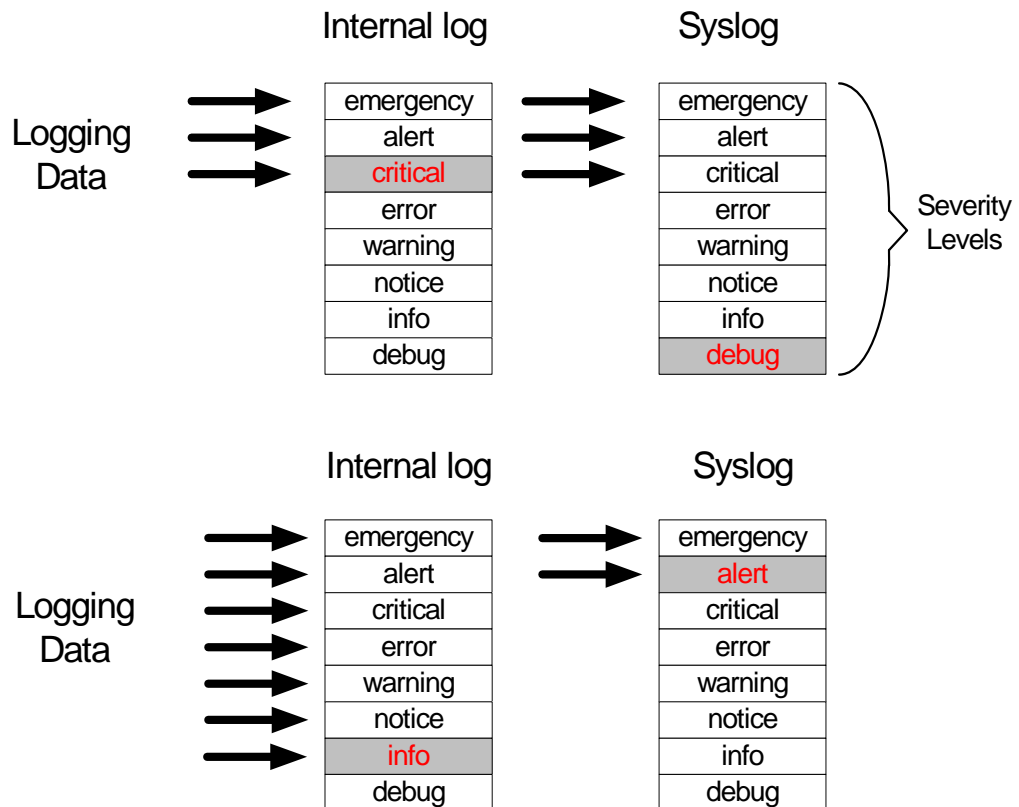 Internal log
Syslog
Logging
Data
emergency
alert
critical
error
warning
notice
info
debug
emergency
alert
critical
error
warning
notice
info
debug
Severity
Levels
Internal log
Syslog
Logging
Data
emergency
alert
critical
error
warning
notice
info
debug
emergency
alert
critical
error
warning
notice
info
debug